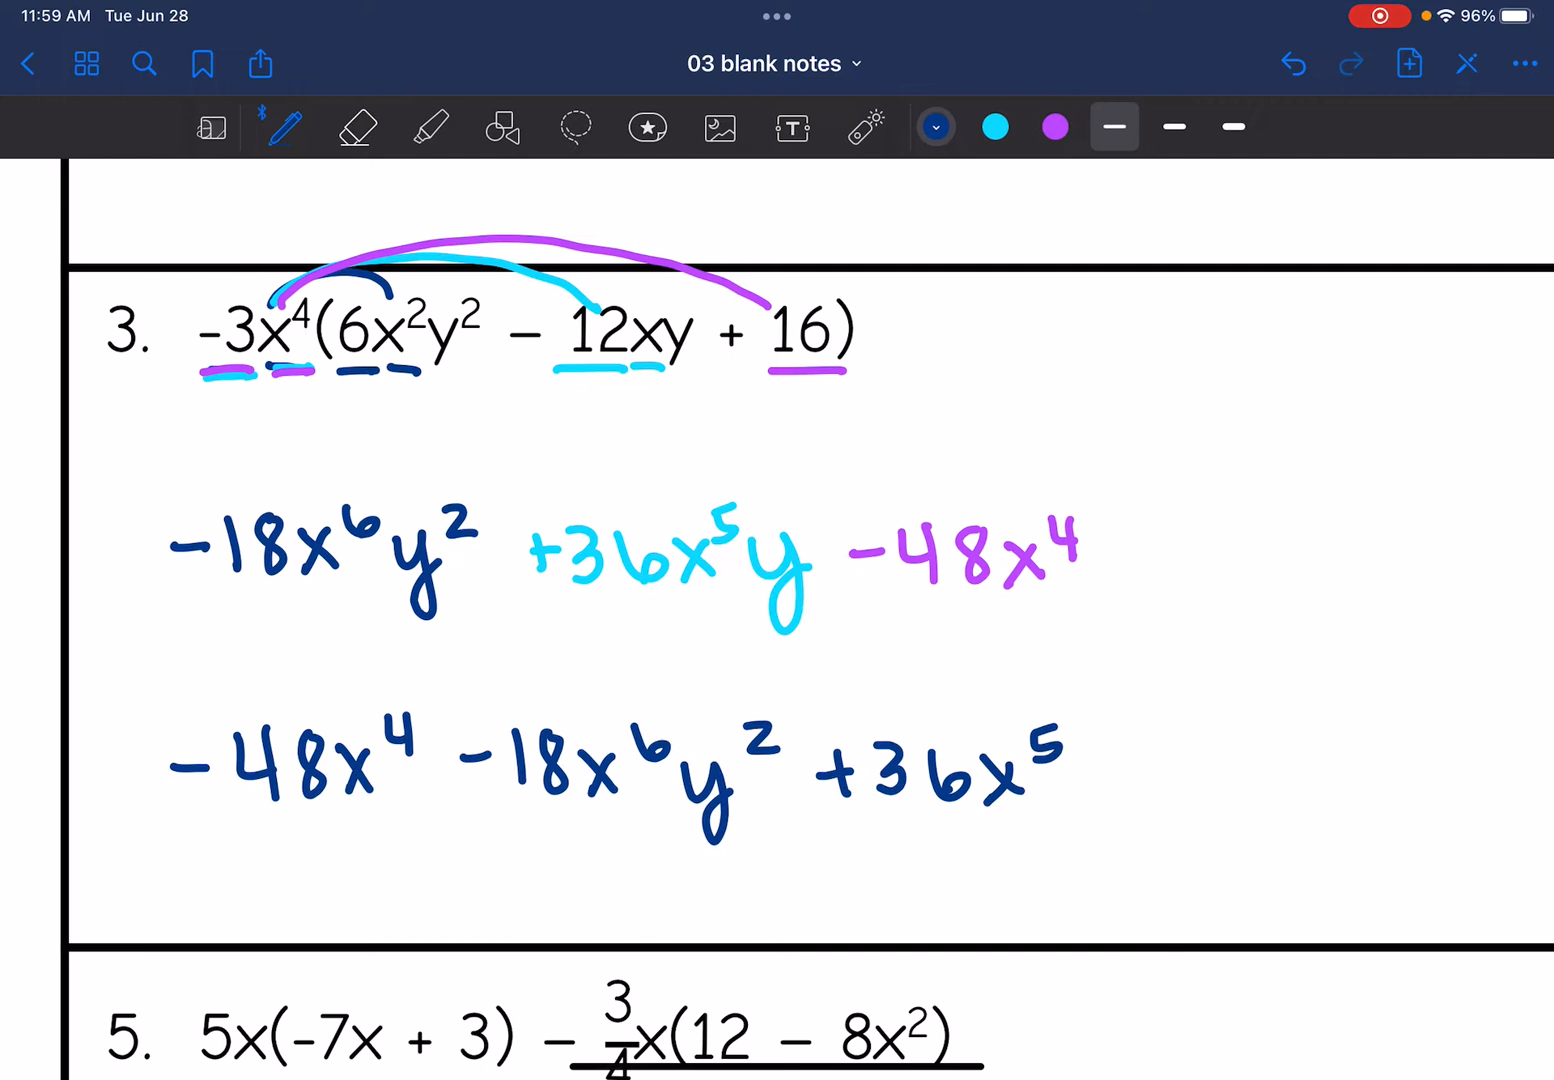 11:59 AM Tue Jun 28
96%
03 blank notes
T
3. -3x⁴(6x²y² − 12xy + 16)
-18x⁶y² +36x⁵y -48x⁴
-48x⁴ -18x⁶y² +36x⁵
5. 5x(-7x + 3) − 3/4x(12 − 8x²)